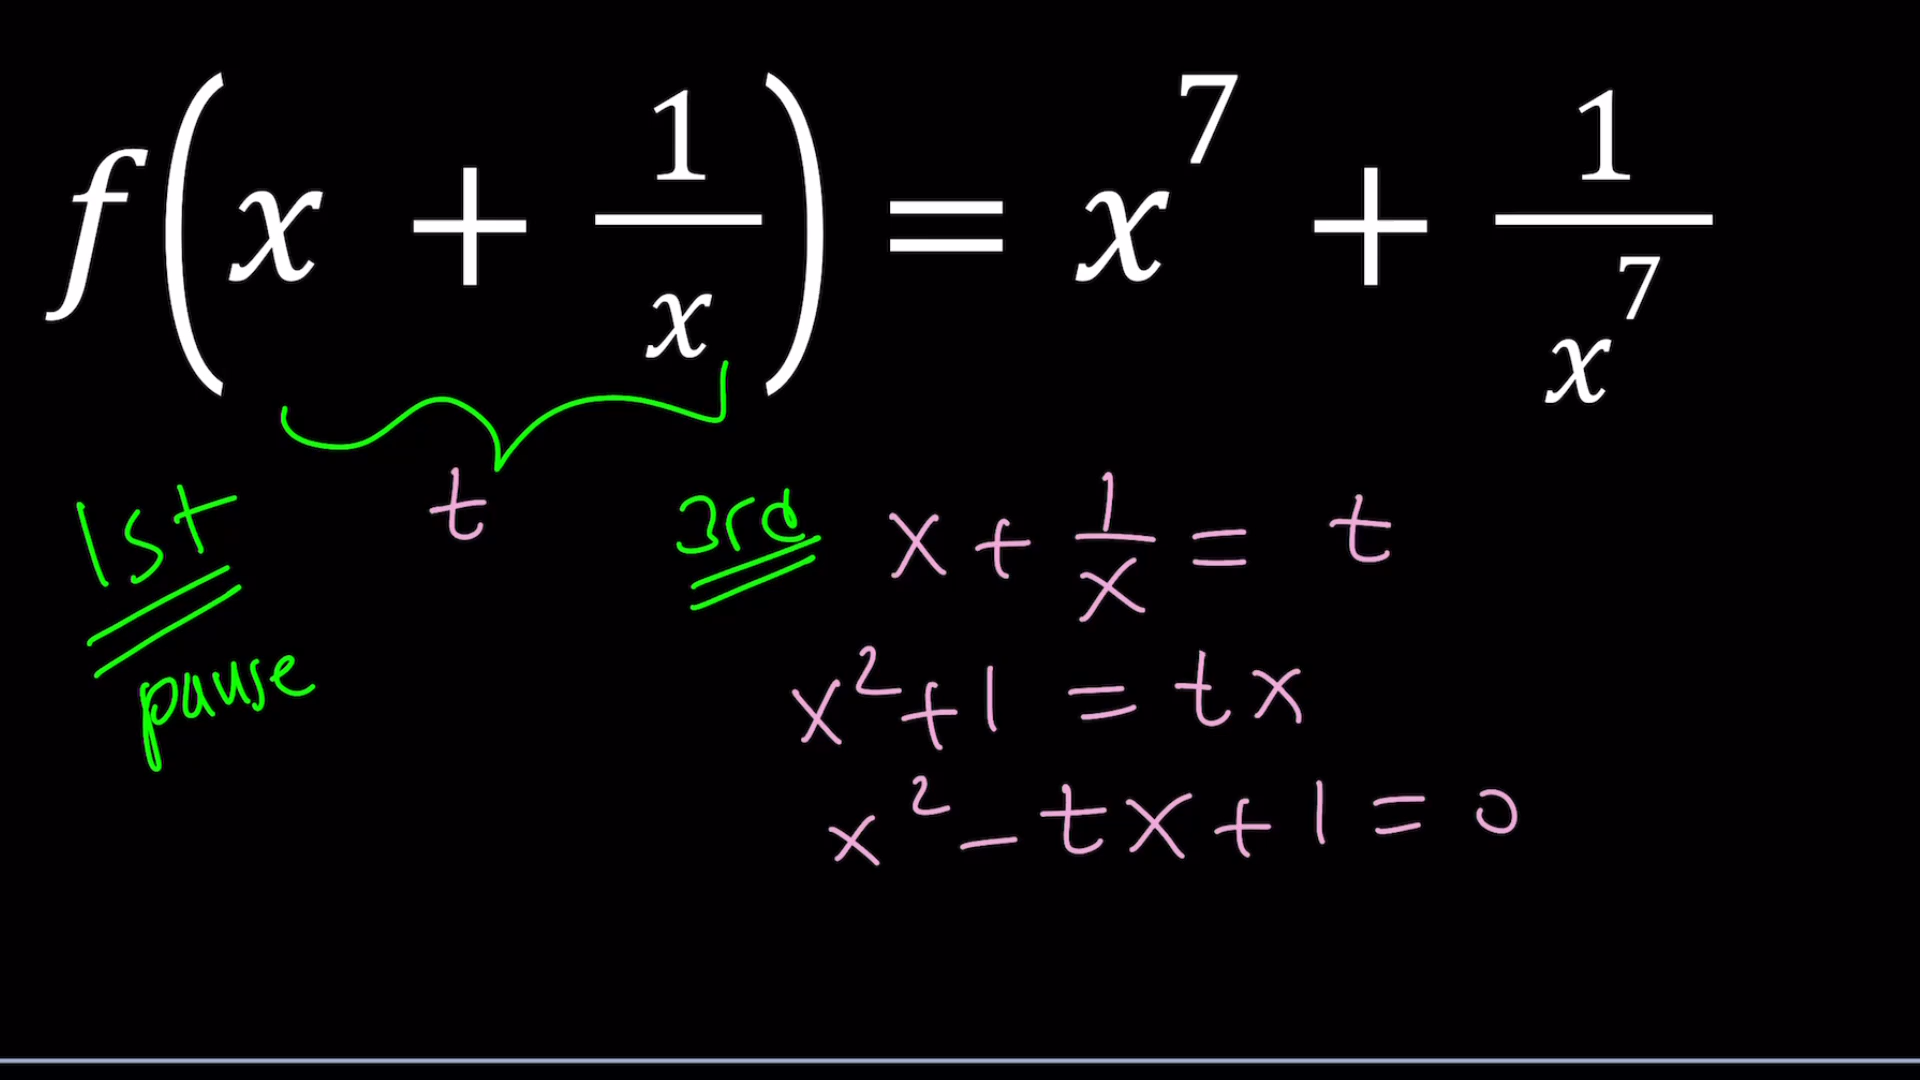 f(x + 1/x) = x^7 + 1/x^7
t
1st
pause
3rd x + 1/x = t
x^2 + 1 = tx
x^2 - tx + 1 = 0